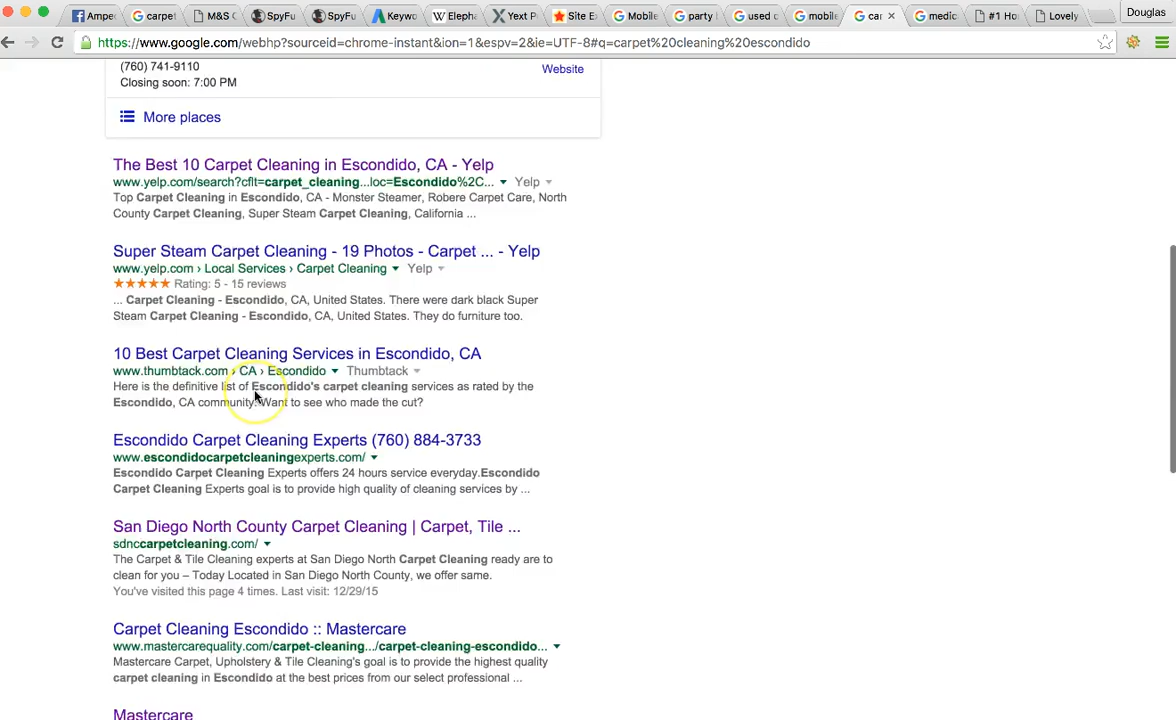 Ampe
carpet
M&S C
SpyFu
SpyFu
Keywo
Eleph
Yext P
Site E
Mobile
party
used c
mobile
car
medic
#1 Ho
Lovely
Douglas
https://www.google.com/webhp?sourceid=chrome-instant&ion=1&espv=2&ie=UTF-8#q=carpet%20cleaning%20escondido
(760) 741-9110
Website
Closing soon: 7:00 PM
More places
The Best 10 Carpet Cleaning in Escondido, CA - Yelp
www.yelp.com/search?cflt=carpet_cleaning...loc=Escondido%2C... Yelp
Top Carpet Cleaning in Escondido, CA - Monster Steamer, Robere Carpet Care, North
County Carpet Cleaning, Super Steam Carpet Cleaning, California ...
Super Steam Carpet Cleaning - 19 Photos - Carpet ... - Yelp
www.yelp.com › Local Services › Carpet Cleaning Yelp
Rating: 5 - 15 reviews
... Carpet Cleaning - Escondido, CA, United States. There were dark black Super
Steam Carpet Cleaning - Escondido, CA, United States. They do furniture too.
10 Best Carpet Cleaning Services in Escondido, CA
www.thumbtack.com › CA › Escondido Thumbtack
Here is the definitive list of Escondido's carpet cleaning services as rated by the
Escondido, CA community. Want to see who made the cut?
Escondido Carpet Cleaning Experts (760) 884-3733
www.escondidocarpetcleaningexperts.com/
Escondido Carpet Cleaning Experts offers 24 hours service everyday.Escondido
Carpet Cleaning Experts goal is to provide high quality of cleaning services by ...
San Diego North County Carpet Cleaning | Carpet, Tile ...
sdnccarpetcleaning.com/
The Carpet & Tile Cleaning experts at San Diego North Carpet Cleaning ready are to
clean for you – Today Located in San Diego North County, we offer same.
You've visited this page 4 times. Last visit: 12/29/15
Carpet Cleaning Escondido :: Mastercare
www.mastercarequality.com/carpet-cleaning.../carpet-cleaning-escondido...
Mastercare Carpet, Upholstery & Tile Cleaning's goal is to provide the highest quality
carpet cleaning in Escondido at the best prices from our select professional ...
Mastercare